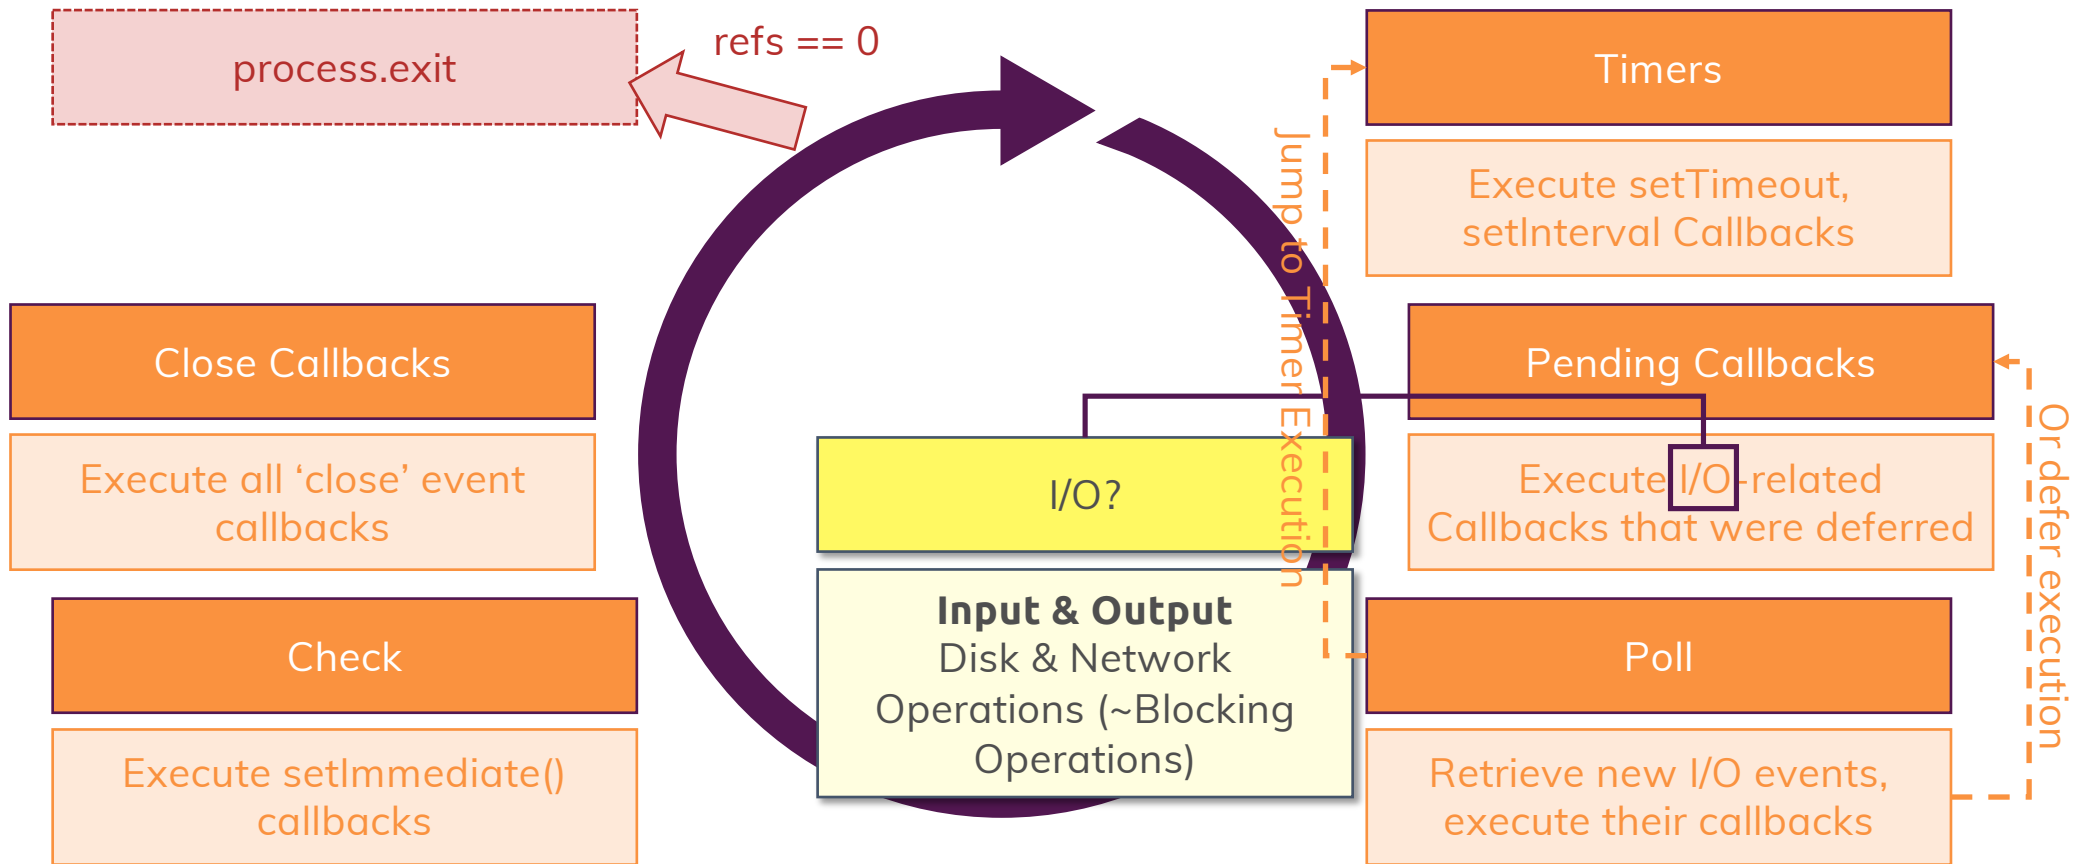 process.exit
refs == 0
Timers
Execute setTimeout,
setInterval Callbacks
Jump to Timer Execution
Close Callbacks
Execute all ‘close’ event
callbacks
Pending Callbacks
Execute I/O-related
Callbacks that were deferred
Or defer execution
I/O?
Input & Output
Disk & Network
Operations (~Blocking
Operations)
Check
Execute setImmediate()
callbacks
Poll
Retrieve new I/O events,
execute their callbacks